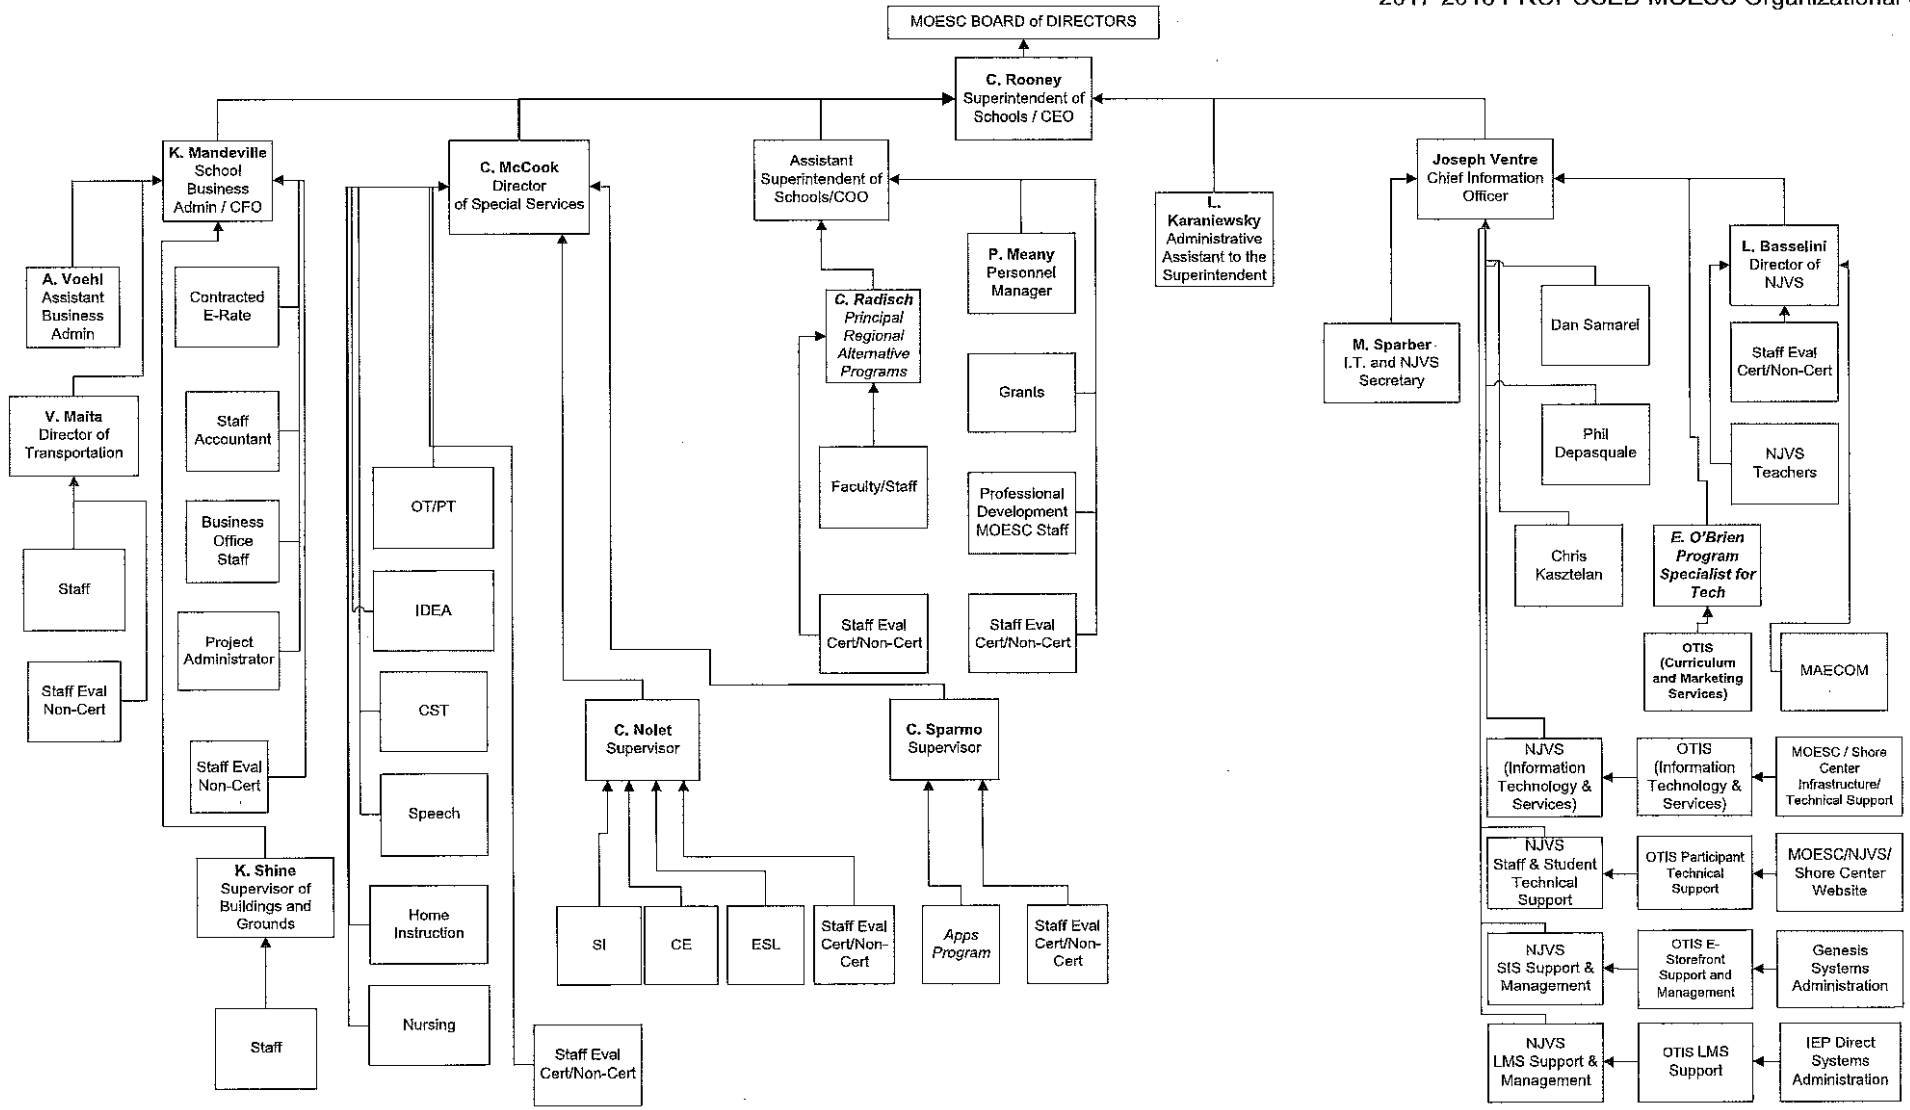 MOESC BOARD of DIRECTORS
C. Rooney
Superintendent of
Schools / CEO
K. Mandeville
School
Business
Admin / CFO
C. McCook
Director
of Special Services
Assistant
Superintendent of
Schools/COO
L.
Karaniewsky
Administrative
Assistant to the
Superintendent
Joseph Ventre
Chief Information
Officer
A. Voehl
Assistant
Business
Admin
Contracted
E-Rate
V. Maita
Director of
Transportation
Staff
Accountant
Business
Office
Staff
Staff
Project
Administrator
Staff Eval
Non-Cert
Staff Eval
Non-Cert
K. Shine
Supervisor of
Buildings and
Grounds
Staff
OT/PT
IDEA
CST
Speech
Home
Instruction
Nursing
Staff Eval
Cert/Non-Cert
C. Nolet
Supervisor
SI
CE
ESL
Staff Eval
Cert/Non-
Cert
C. Sparmo
Supervisor
Apps
Program
Staff Eval
Cert/Non-
Cert
C. Radisch
Principal
Regional
Alternative
Programs
Faculty/Staff
Staff Eval
Cert/Non-Cert
P. Meany
Personnel
Manager
Grants
Professional
Development
MOESC Staff
Staff Eval
Cert/Non-Cert
M. Sparber
I.T. and NJVS
Secretary
Dan Samarel
Phil
Depasquale
Chris
Kasztelan
L. Basselini
Director of
NJVS
Staff Eval
Cert/Non-Cert
NJVS
Teachers
E. O'Brien
Program
Specialist for
Tech
OTIS
(Curriculum
and Marketing
Services)
MAECOM
NJVS
(Information
Technology &
Services)
OTIS
(Information
Technology &
Services)
MOESC / Shore
Center
Infrastructure/
Technical Support
NJVS
Staff & Student
Technical
Support
OTIS Participant
Technical
Support
MOESC/NJVS/
Shore Center
Website
NJVS
SIS Support &
Management
OTIS E-
Storefront
Support and
Management
Genesis
Systems
Administration
NJVS
LMS Support &
Management
OTIS LMS
Support
IEP Direct
Systems
Administration